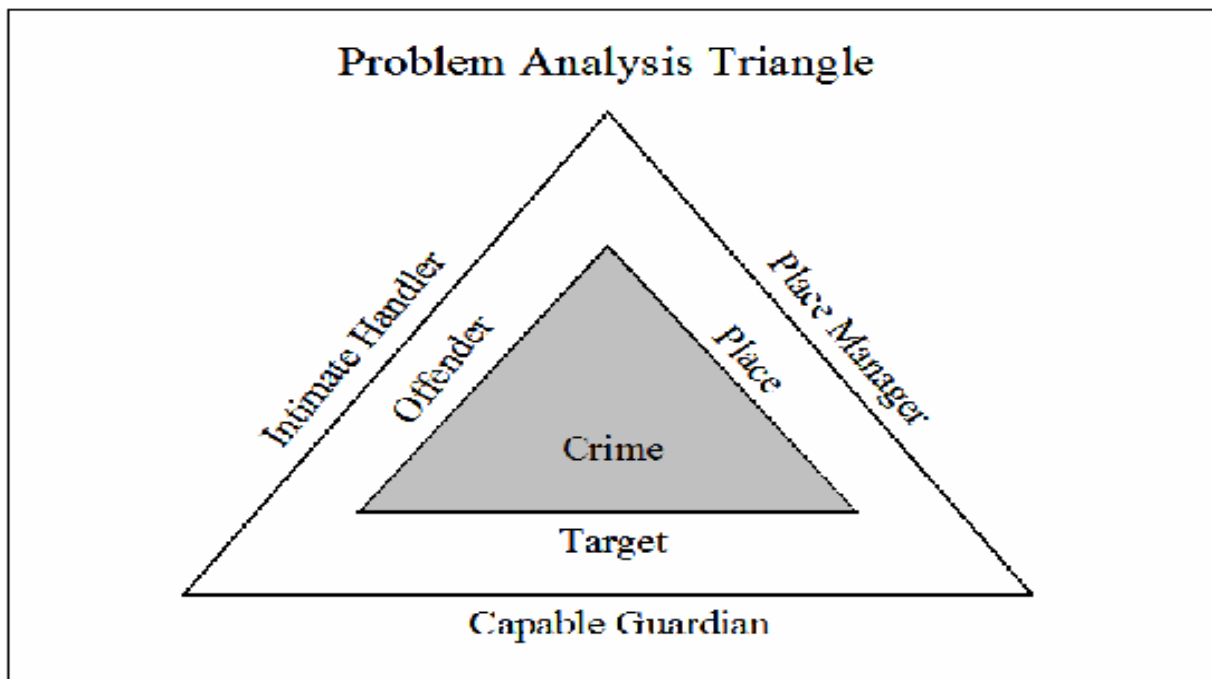 Problem Analysis Triangle
Intimate Handler
Place Manager
Offender
Place
Crime
Target
Capable Guardian